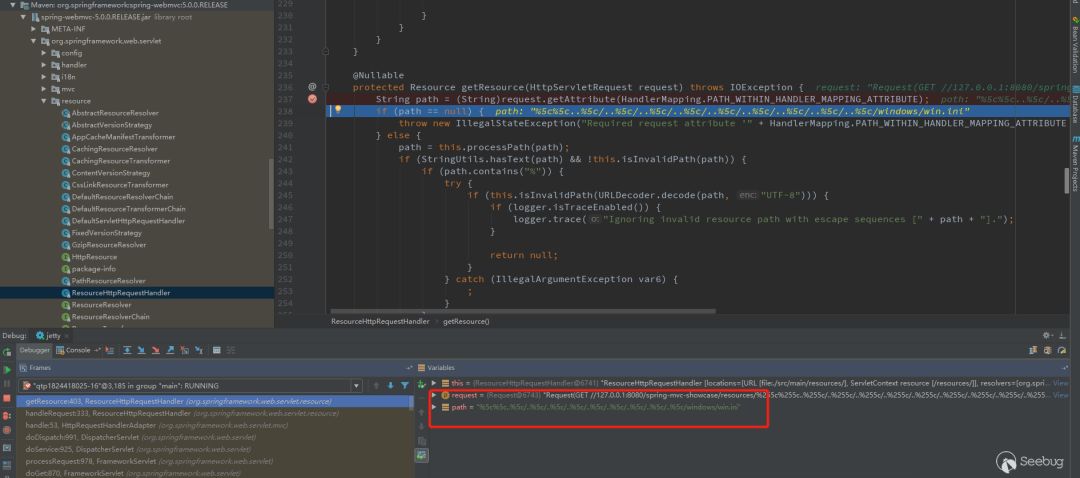 Maven: org.springframework:spring-webmvc:5.0.0.RELEASE
spring-webmvc-5.0.0.RELEASE.jar library root
META-INF
org.springframework.web.servlet
config
handler
i18n
mvc
resource
AbstractResourceResolver
AbstractVersionStrategy
AppCacheManifestTransformer
CachingResourceResolver
CachingResourceTransformer
ContentVersionStrategy
CssLinkResourceTransformer
DefaultResourceResolverChain
DefaultResourceTransformerChain
DefaultServletHttpRequestHandler
FixedVersionStrategy
GzipResourceResolver
HttpResource
package-info
PathResourceResolver
ResourceHttpRequestHandler
ResourceResolver
ResourceResolverChain
229
230 }
231 }
232 }
233 }
234
235 @Nullable
236 @ protected Resource getResource(HttpServletRequest request) throws IOException { request: "Request(GET //127.0.0.1:8080/spring
237 String path = (String)request.getAttribute(HandlerMapping.PATH_WITHIN_HANDLER_MAPPING_ATTRIBUTE); path: "%5c%5c..%5c/..%5
238 if (path == null) { path: "%5c%5c..%5c/..%5c/..%5c/..%5c/..%5c/..%5c/..%5c/..%5c/..%5c/windows/win.ini"
239 throw new IllegalStateException("Required request attribute '" + HandlerMapping.PATH_WITHIN_HANDLER_MAPPING_ATTRIBUTE
240 } else {
241 path = this.processPath(path);
242 if (StringUtils.hasText(path) && !this.isInvalidPath(path)) {
243 if (path.contains("%")) {
244 try {
245 if (this.isInvalidPath(URLDecoder.decode(path, enc: "UTF-8"))) {
246 if (logger.isTraceEnabled()) {
247 logger.trace(o: "Ignoring invalid resource path with escape sequences [" + path + "].");
248 }
249
250 return null;
251 }
252 } catch (IllegalArgumentException var6) {
253 ;
254 }
ResourceHttpRequestHandler getResource()
Bean Validation
Database
Maven Projects
Debug: jetty
Debugger Console
Frames
Variables
"qtp1824418025-16"@3,185 in group "main": RUNNING
getResource:403, ResourceHttpRequestHandler (org.springframework.web.servlet
handleRequest:333, ResourceHttpRequestHandler (org.springframework.web.servl
handle:53, HttpRequestHandlerAdapter (org.springframework.web.servlet.mvc)
doDispatch:991, DispatcherServlet (org.springframework.web.servlet)
doService:925, DispatcherServlet (org.springframework.web.servlet)
processRequest:978, FrameworkServlet (org.springframework.web.servlet)
doGet:870, FrameworkServlet (org.springframework.web.servlet)
this = {ResourceHttpRequestHandler@6741} "ResourceHttpRequestHandler [locations=[URL [file:/src/main/resources/], ServletContext resource [/resources/]], resolvers=[org.spri... View
request = {Request@6743} "Request(GET //127.0.0.1:8080/spring-mvc-showcase/resources/%255c%255c..%255c/..%255c/..%255c/..%255c/..%255c/..%255c/..%255c/..%255c... View
path = "%5c%5c..%5c/..%5c/..%5c/..%5c/..%5c/..%5c/..%5c/..%5c/..%5c/windows/win.ini"
Seebug